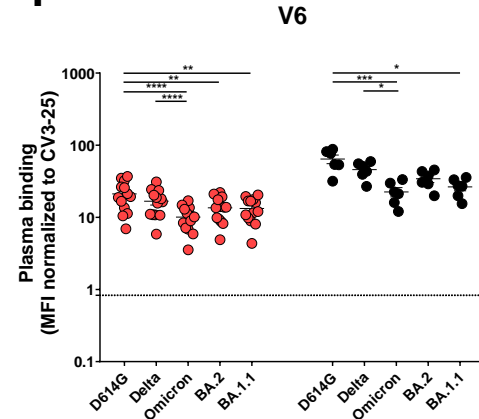 V6
Plasma binding
(MFI normalized to CV3-25)
1000
100
10
1
0.1
**
**
****
****
*
***
*
D614G
Delta
Omicron
BA.2
BA.1.1
D614G
Delta
Omicron
BA.2
BA.1.1